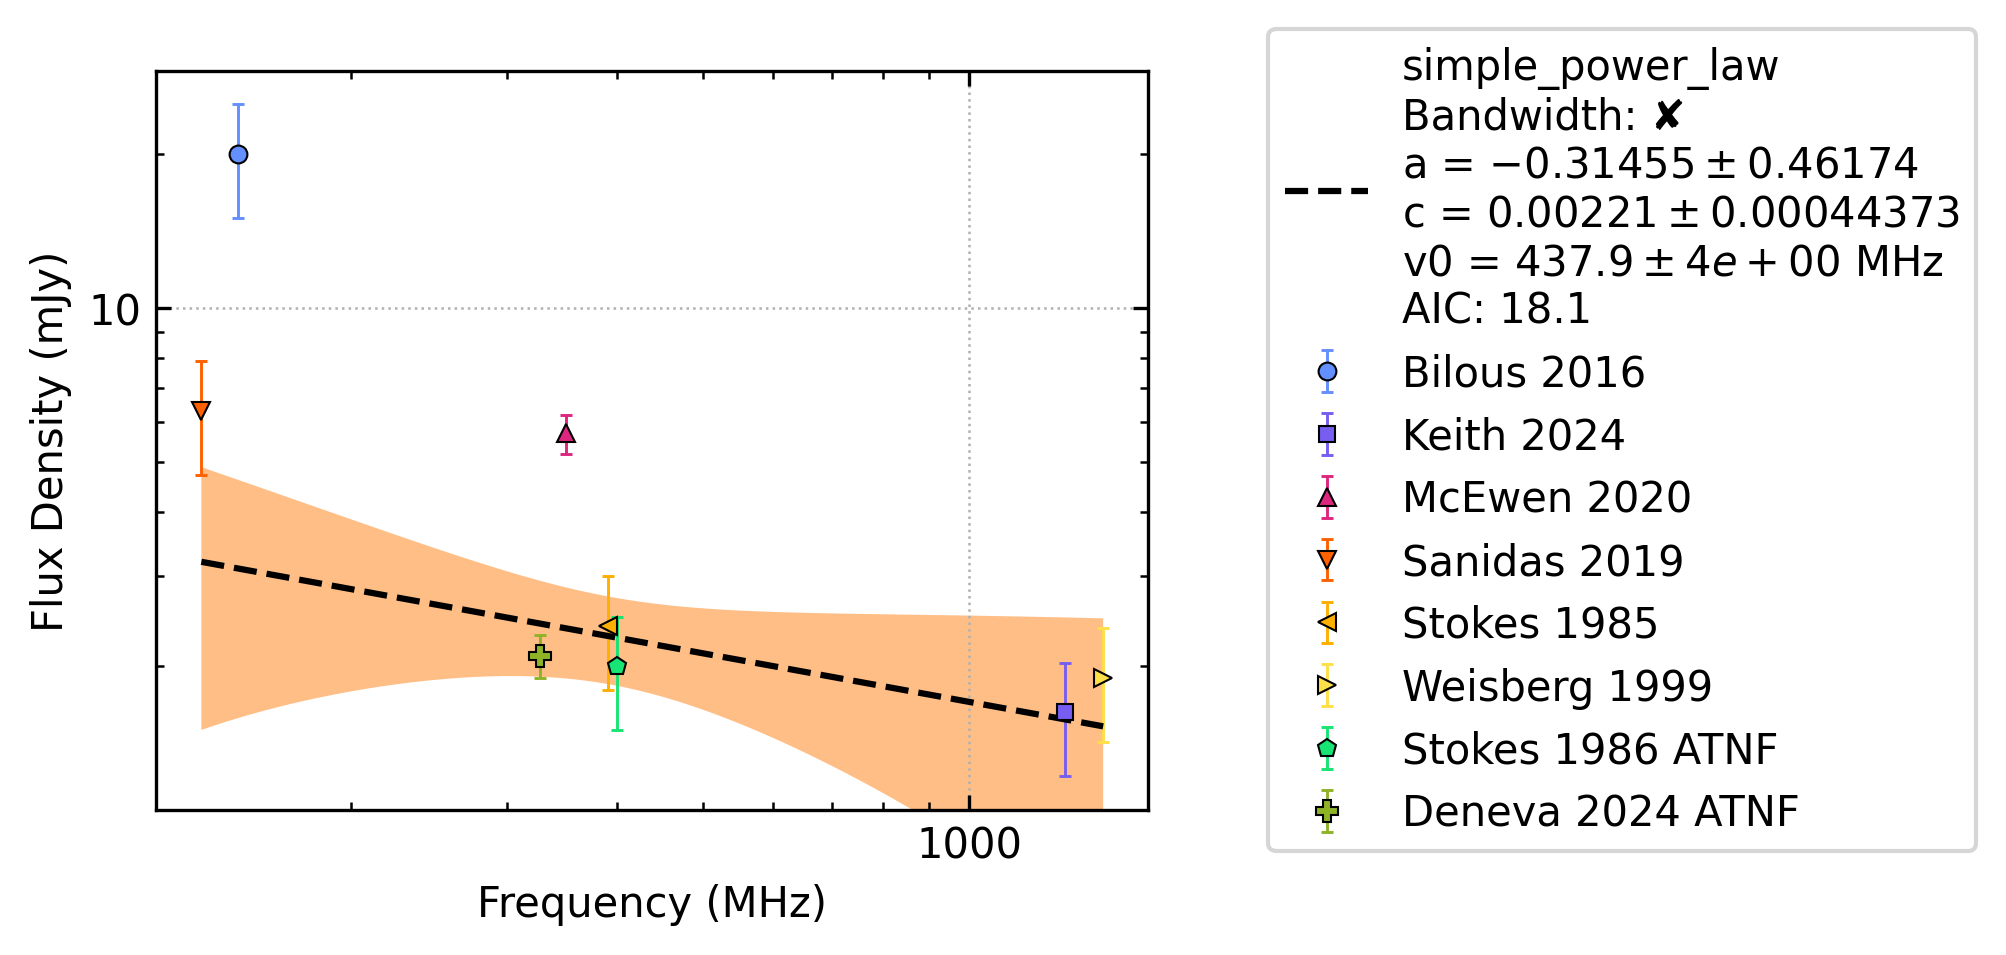 simple_power_law
Bandwidth: ✘
a = −0.31455 ± 0.46174
c = 0.00221 ± 0.00044373
v0 = 437.9 ± 4e + 00 MHz
AIC: 18.1
Bilous 2016
Keith 2024
McEwen 2020
Sanidas 2019
Stokes 1985
Weisberg 1999
Stokes 1986 ATNF
Deneva 2024 ATNF
Flux Density (mJy)
10
1000
Frequency (MHz)